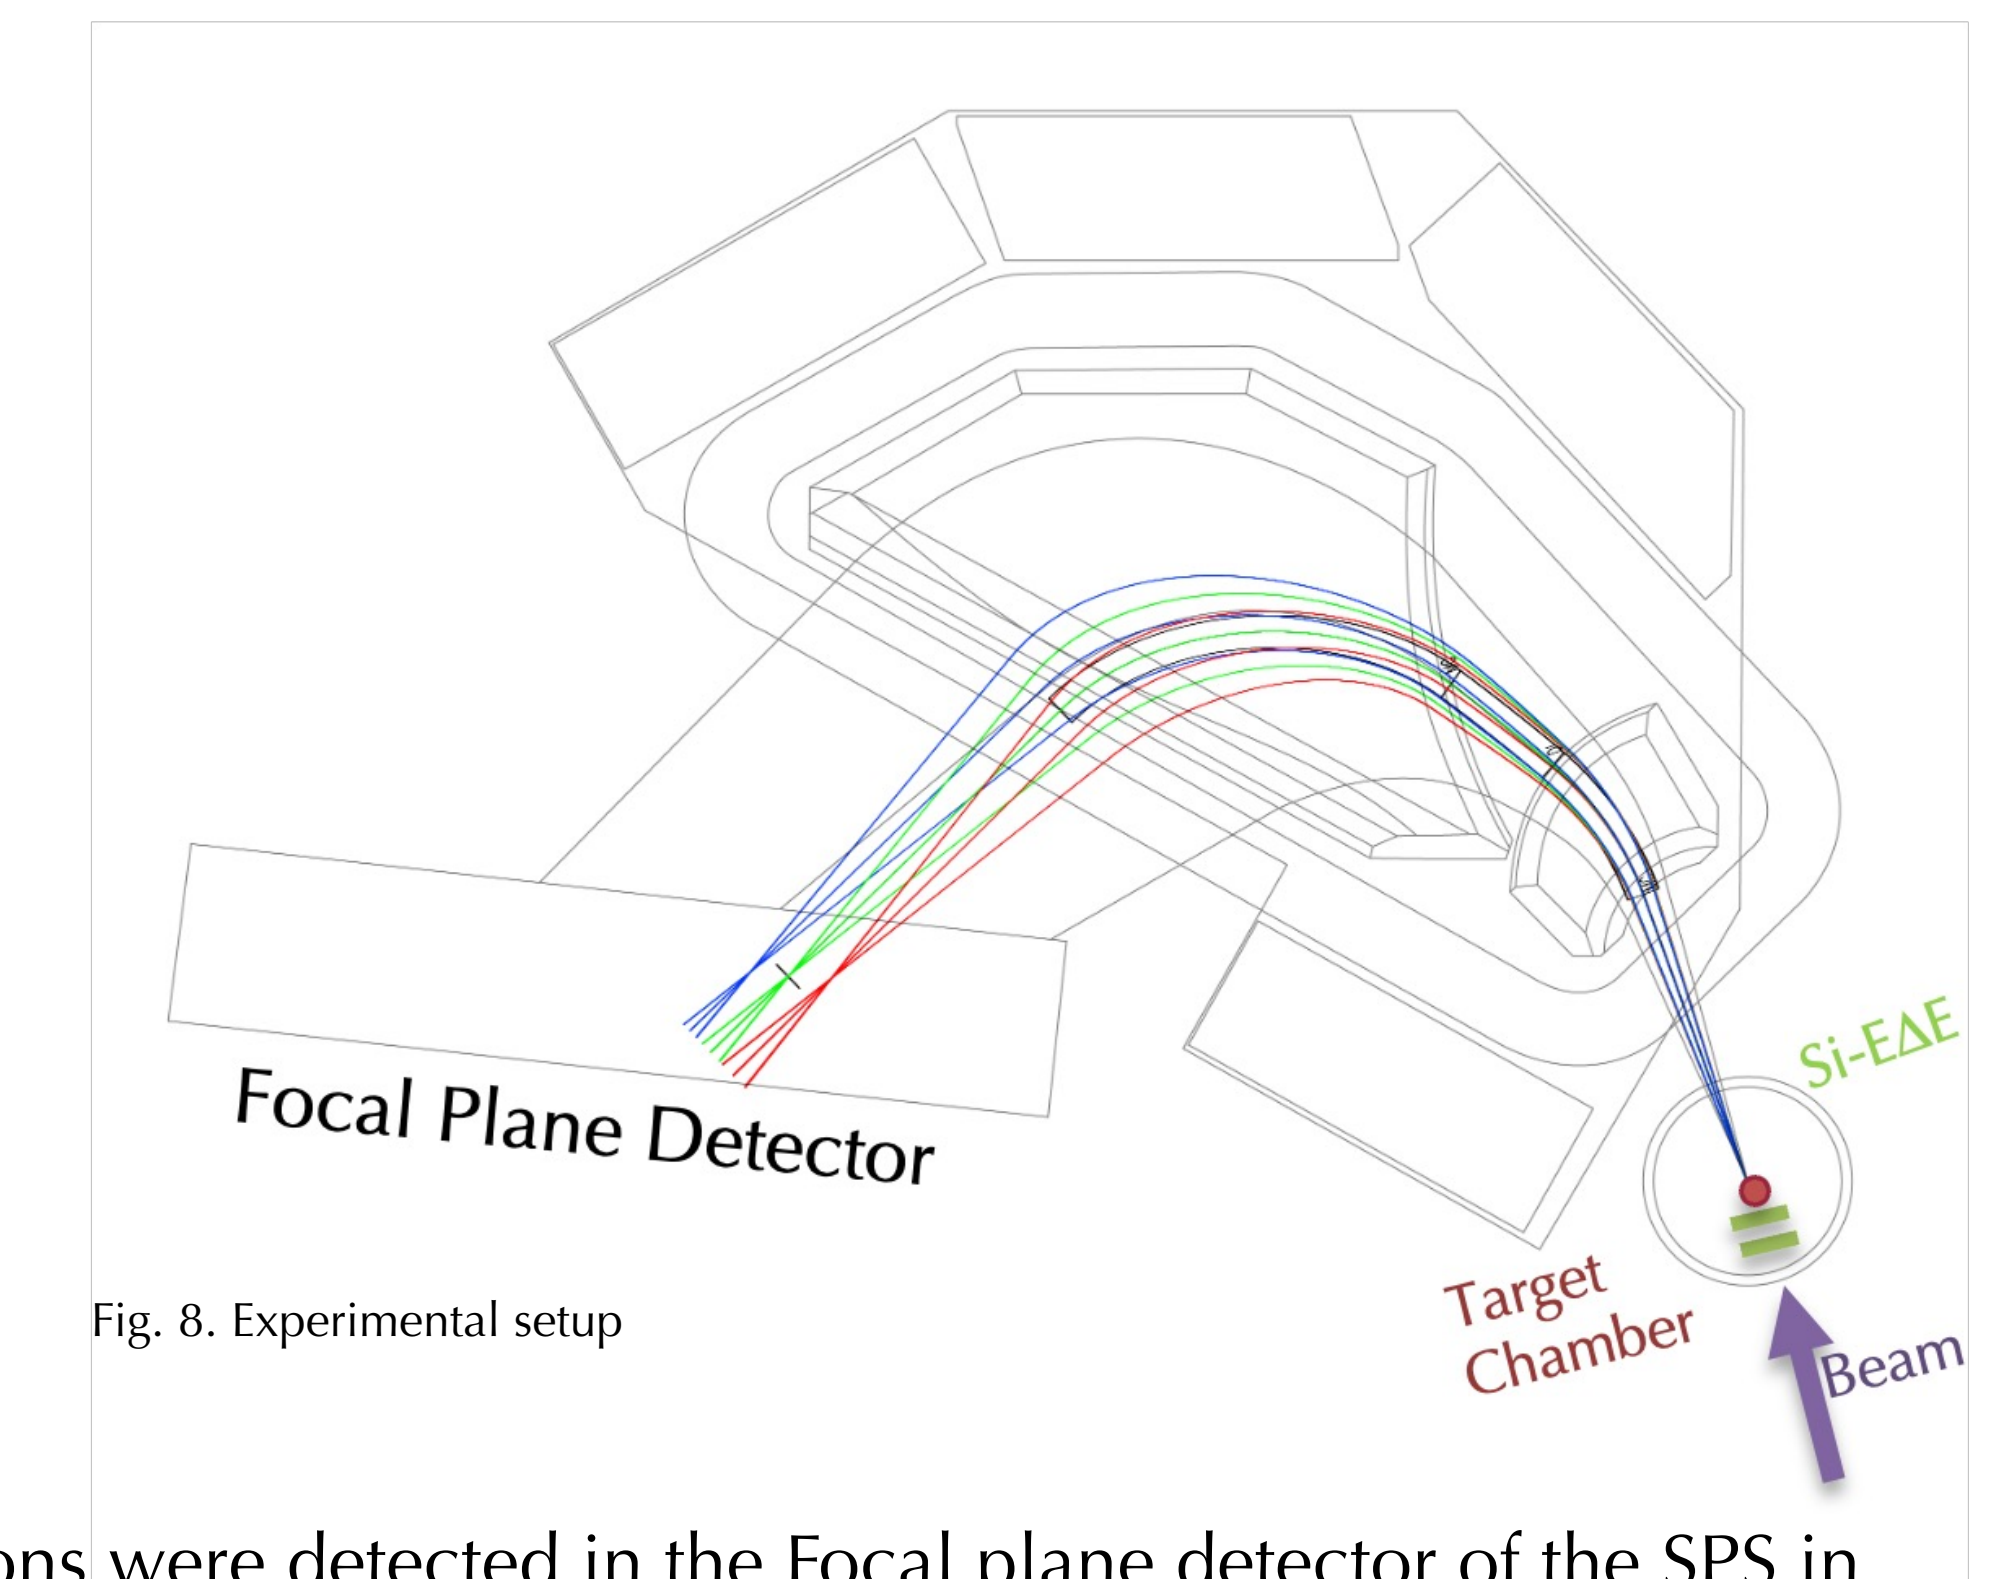 Si-EΔE
Focal Plane Detector
Target
Chamber
Fig. 8. Experimental setup
Beam
were detected in the Focal plane detector of the SPS in